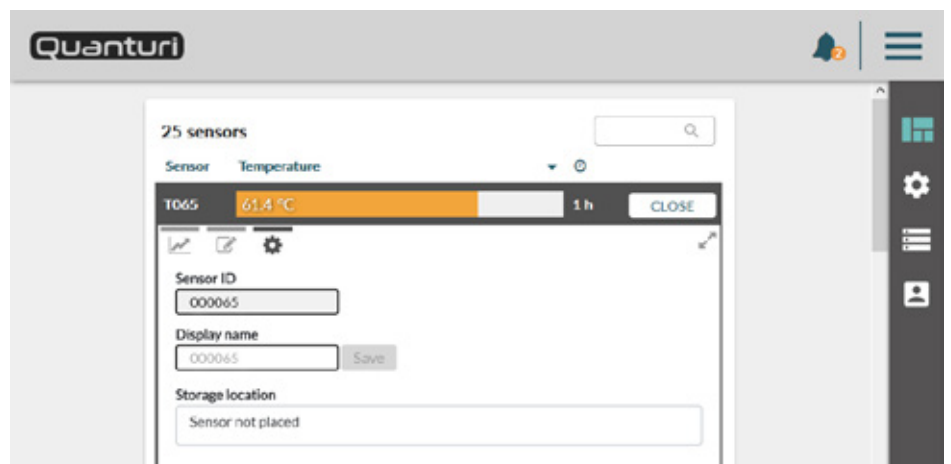 Quanturi
2
25 sensors
Sensor Temperature
T065 61.4 °C 1 h CLOSE
Sensor ID
000065
Display name
000065 Save
Storage location
Sensor not placed